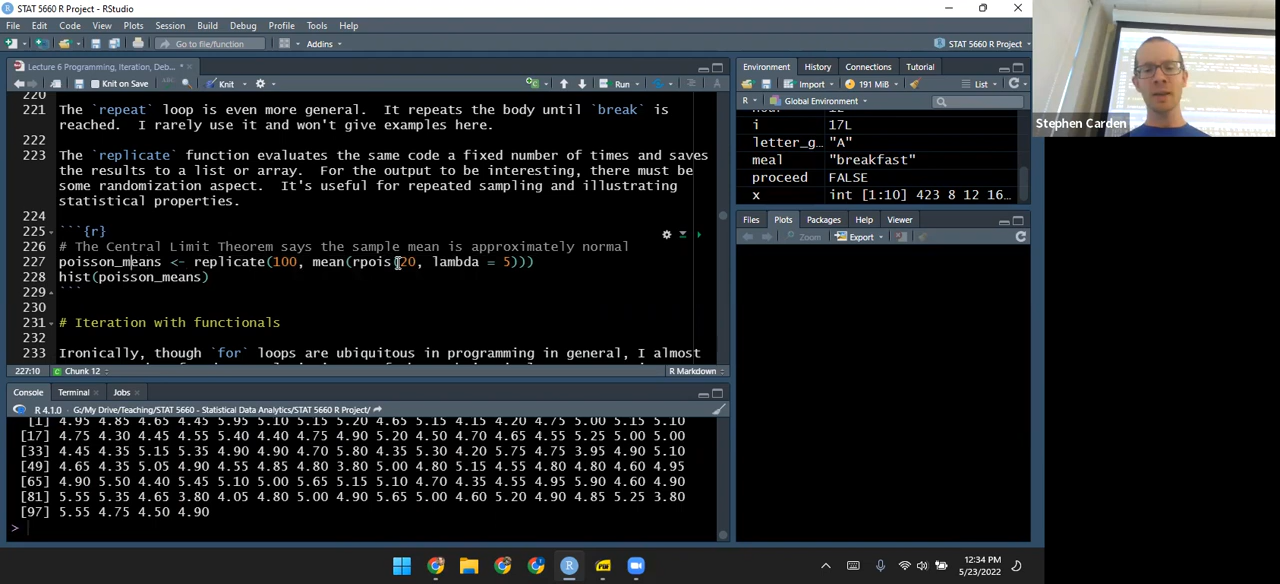 STAT 5660 R Project - RStudio
File Edit Code View Plots Session Build Debug Profile Tools Help
Go to file/function Addins STAT 5660 R Project
Lecture 6 Programming, Iteration, Deb...
Knit on Save Knit Run
220
221 The `repeat` loop is even more general. It repeats the body until `break` is
reached. I rarely use it and won't give examples here.
222
223 The `replicate` function evaluates the same code a fixed number of times and saves
the results to a list or array. For the output to be interesting, there must be
some randomization aspect. It's useful for repeated sampling and illustrating
statistical properties.
224
225 ```{r}
226 # The Central Limit Theorem says the sample mean is approximately normal
227 poisson_means <- replicate(100, mean(rpois(20, lambda = 5)))
228 hist(poisson_means)
229 ```
230
231 # Iteration with functionals
232
233 Ironically, though `for` loops are ubiquitous in programming in general, I almost
227:10 Chunk 12 R Markdown
Console Terminal Jobs
R 4.1.0 · G:/My Drive/Teaching/STAT 5660 - Statistical Data Analytics/STAT 5660 R Project/
[1] 4.95 4.85 4.65 4.45 5.95 5.10 5.15 5.20 4.65 5.15 4.15 4.20 4.75 5.00 5.15 5.10
[17] 4.75 4.30 4.45 4.55 5.40 4.40 4.75 4.90 5.20 4.50 4.70 4.65 4.55 5.25 5.00 5.00
[33] 4.45 4.35 5.15 5.35 4.90 4.90 4.70 5.80 4.35 5.30 4.20 5.75 4.75 3.95 4.90 5.10
[49] 4.65 4.35 5.05 4.90 4.55 4.85 4.80 3.80 5.00 4.80 5.15 4.55 4.80 4.80 4.60 4.95
[65] 4.90 5.50 4.40 5.45 5.10 5.00 5.65 5.15 5.10 4.70 4.35 4.55 4.95 5.90 4.60 4.90
[81] 5.55 5.35 4.65 3.80 4.05 4.80 5.00 4.90 5.65 5.00 4.60 5.20 4.90 4.85 5.25 3.80
[97] 5.55 4.75 4.50 4.90
>
Environment History Connections Tutorial
Import 191 MiB List
R Global Environment
i 17L
letter_g… "A"
meal "breakfast"
proceed FALSE
x int [1:10] 423 8 12 16…
Files Plots Packages Help Viewer
Zoom Export
Stephen Carden
12:34 PM
5/23/2022